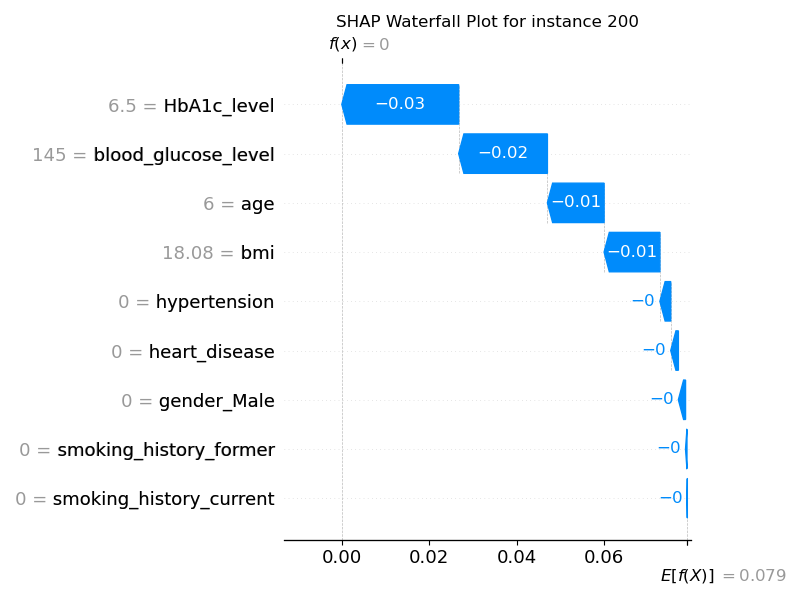 SHAP Waterfall Plot for instance 200
f(x) = 0
6.5 = HbA1c_level
−0.03
145 = blood_glucose_level
−0.02
6 = age
−0.01
18.08 = bmi
−0.01
0 = hypertension
−0
0 = heart_disease
−0
0 = gender_Male
−0
0 = smoking_history_former
−0
0 = smoking_history_current
−0
0.00 0.02 0.04 0.06
E[f(X)] = 0.079